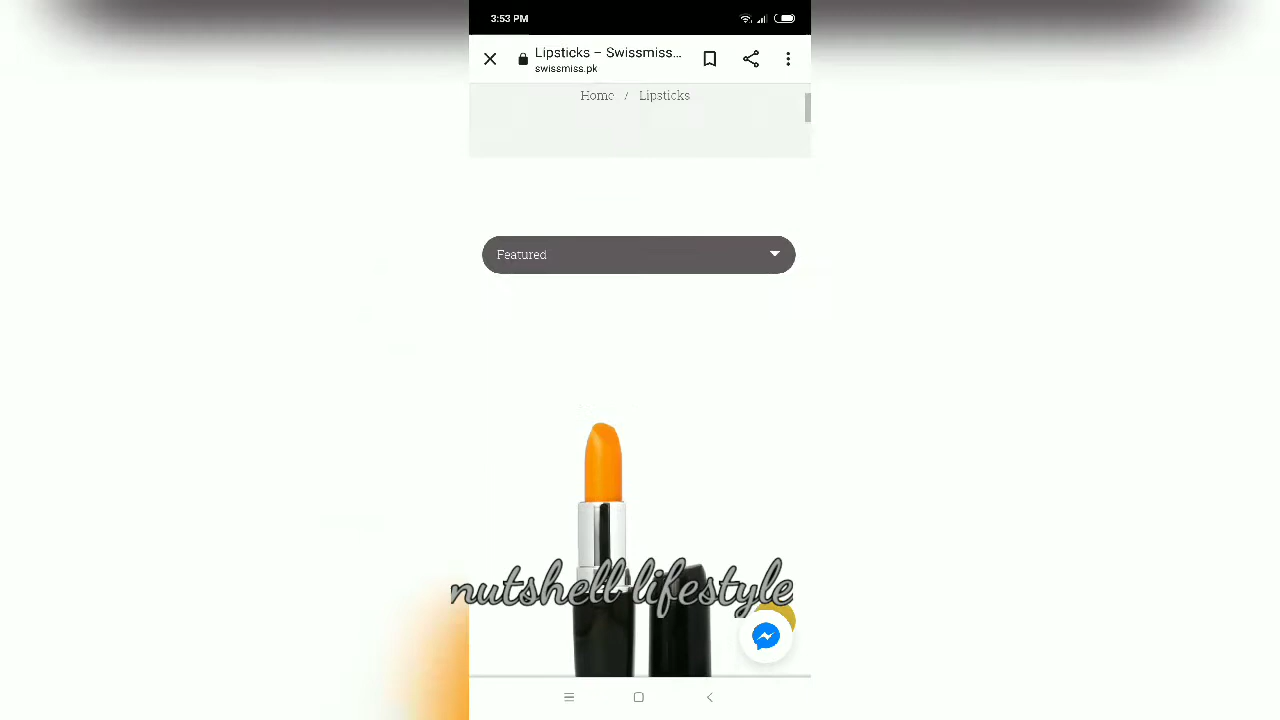 3:53 PM
Lipsticks – Swissmiss...
swissmiss.pk
Home / Lipsticks
Featured
nutshell lifestyle